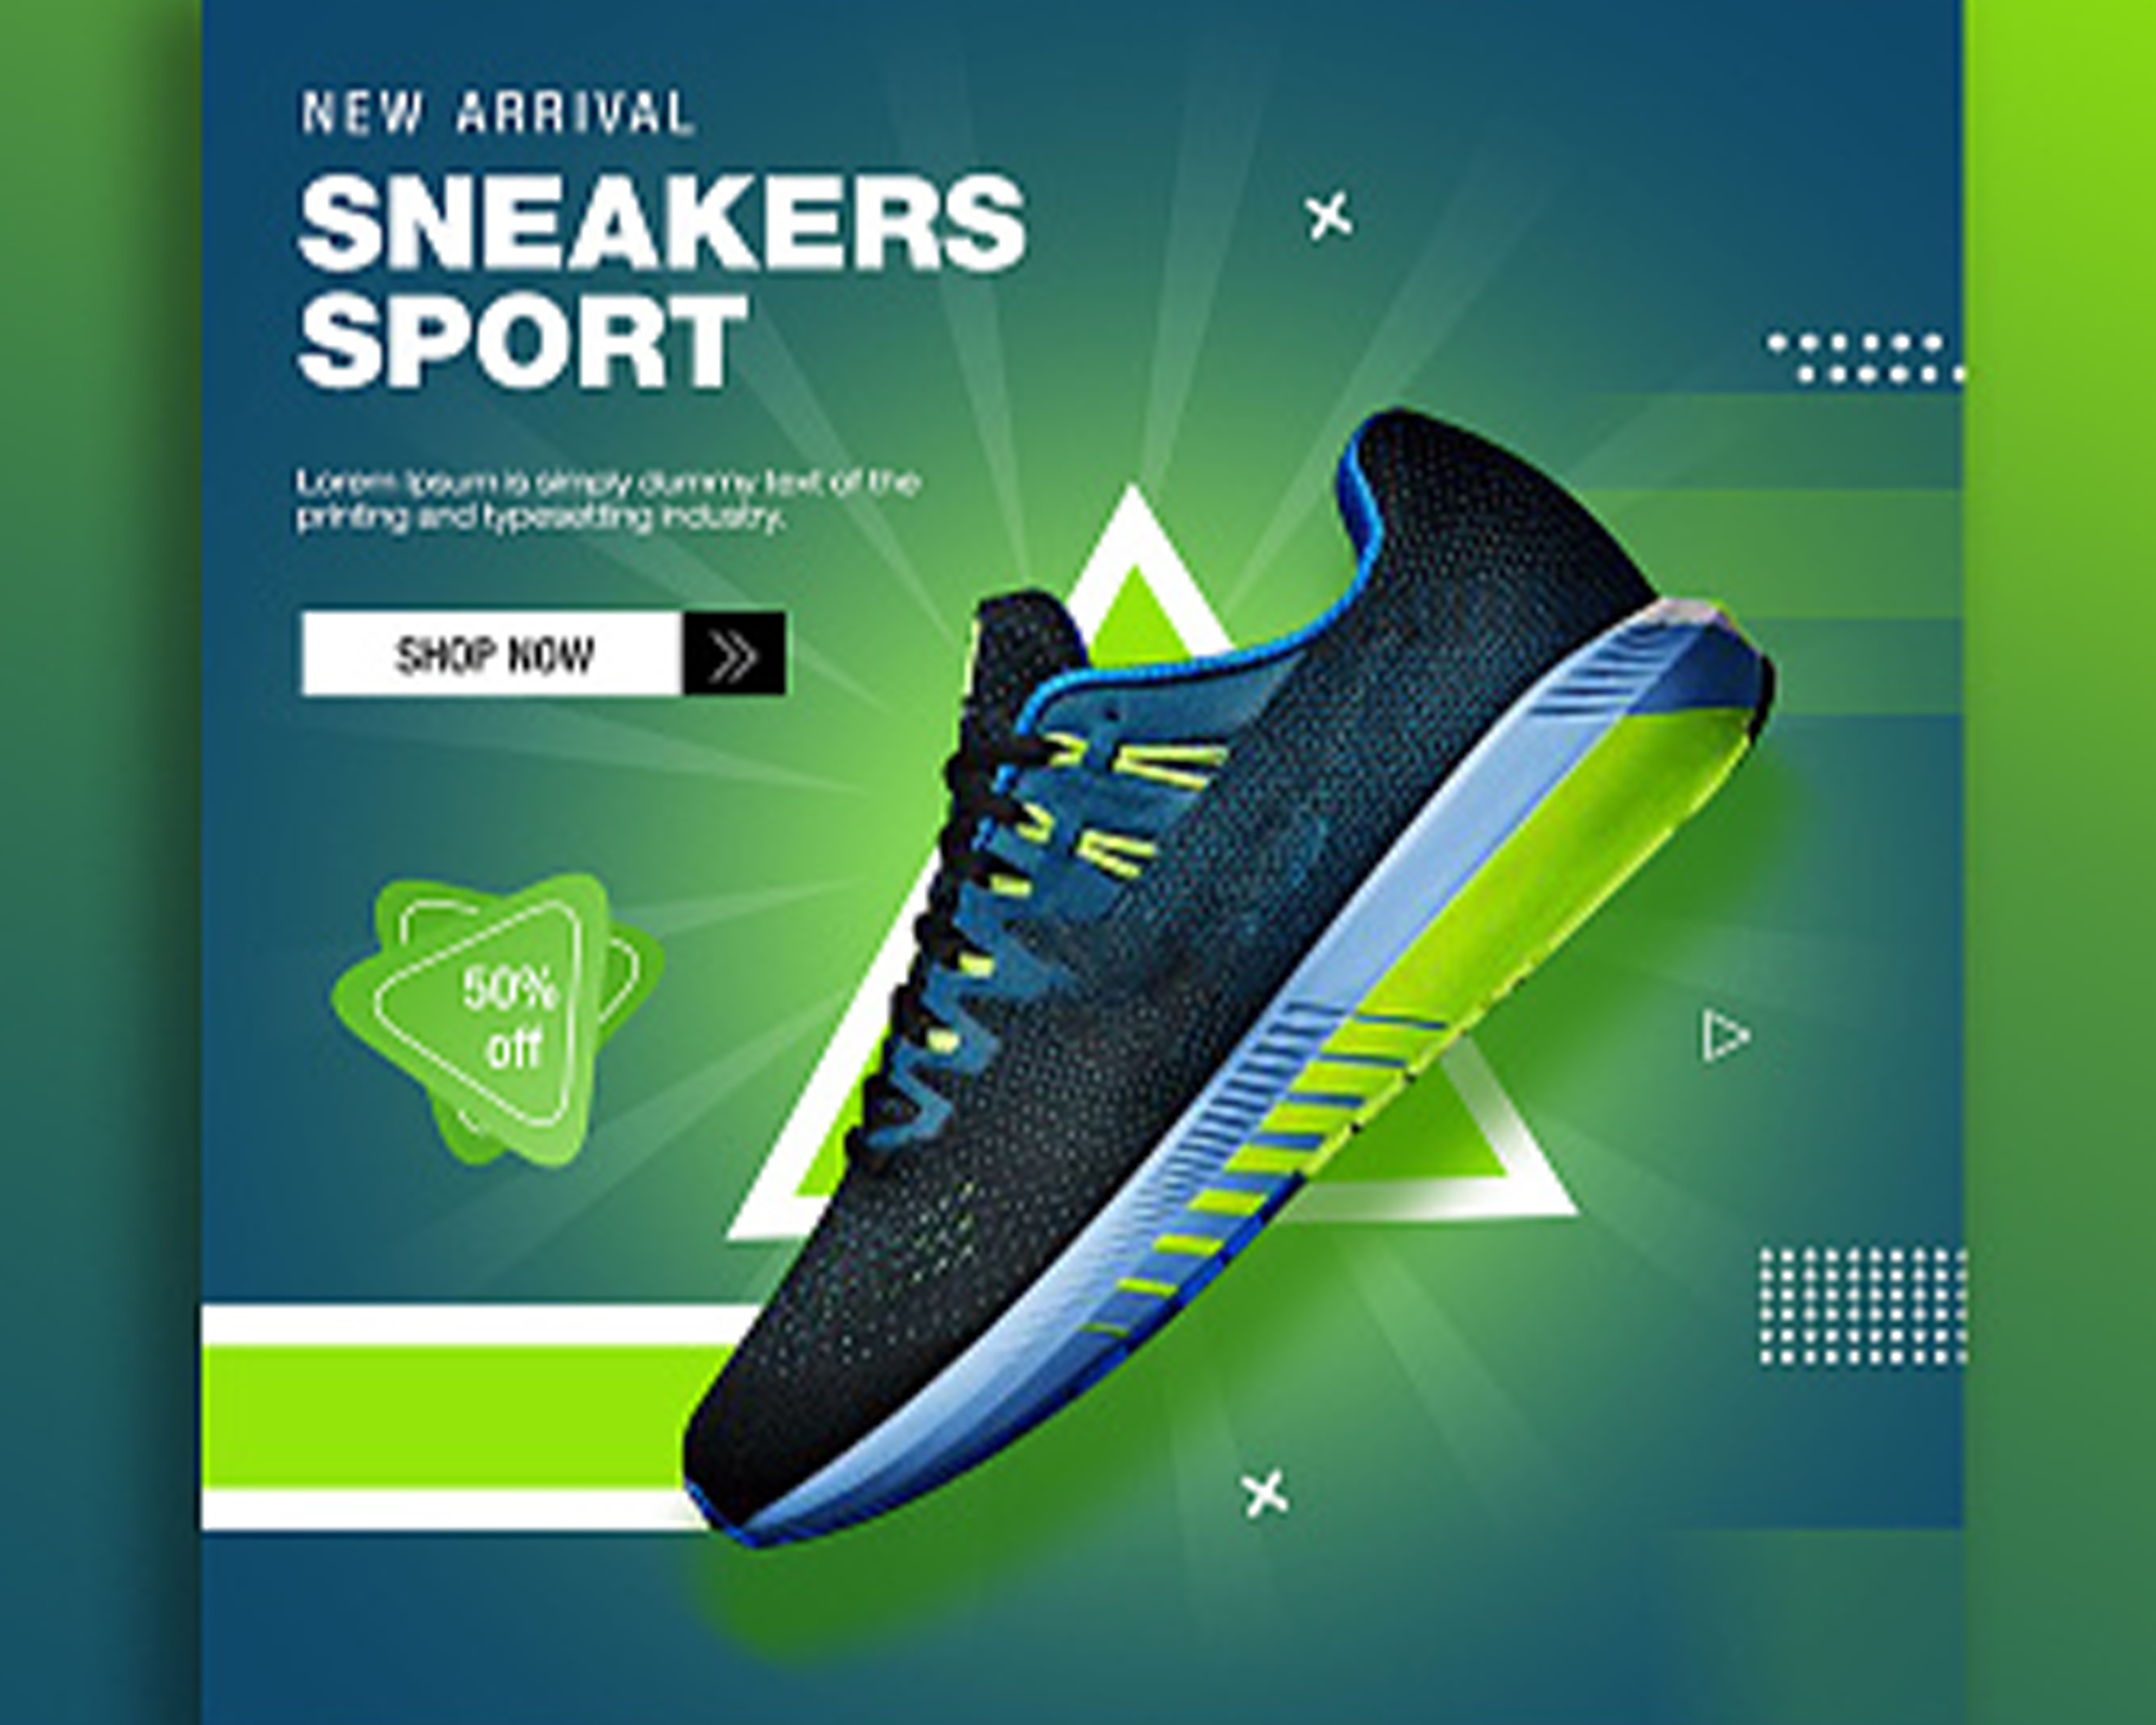 NEW ARRIVAL
SNEAKERS
SPORT
Lorem Ipsum is simply dummy text of the
printing and typesetting industry.
SHOP NOW
50%
off